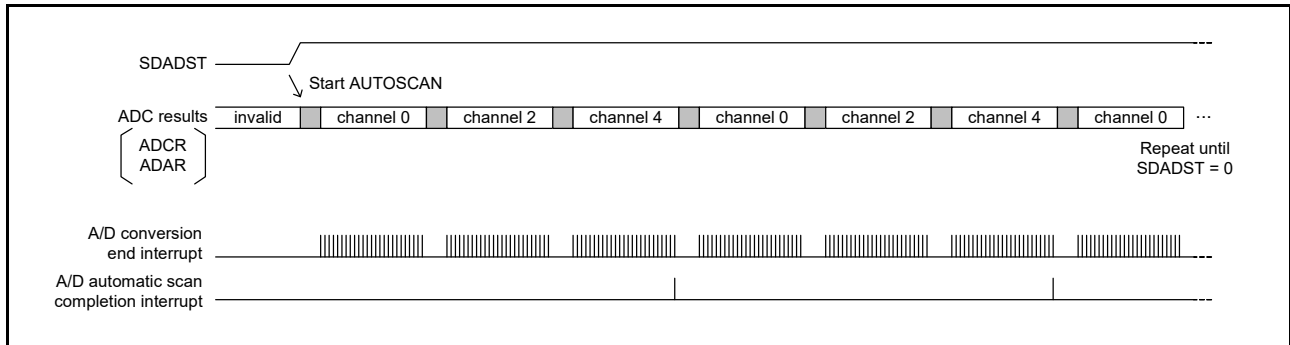 SDADST
Start AUTOSCAN
ADC results invalid channel 0 channel 2 channel 4 channel 0 channel 2 channel 4 channel 0 ...
ADCR
ADAR
Repeat until
SDADST = 0
A/D conversion
end interrupt
A/D automatic scan
completion interrupt